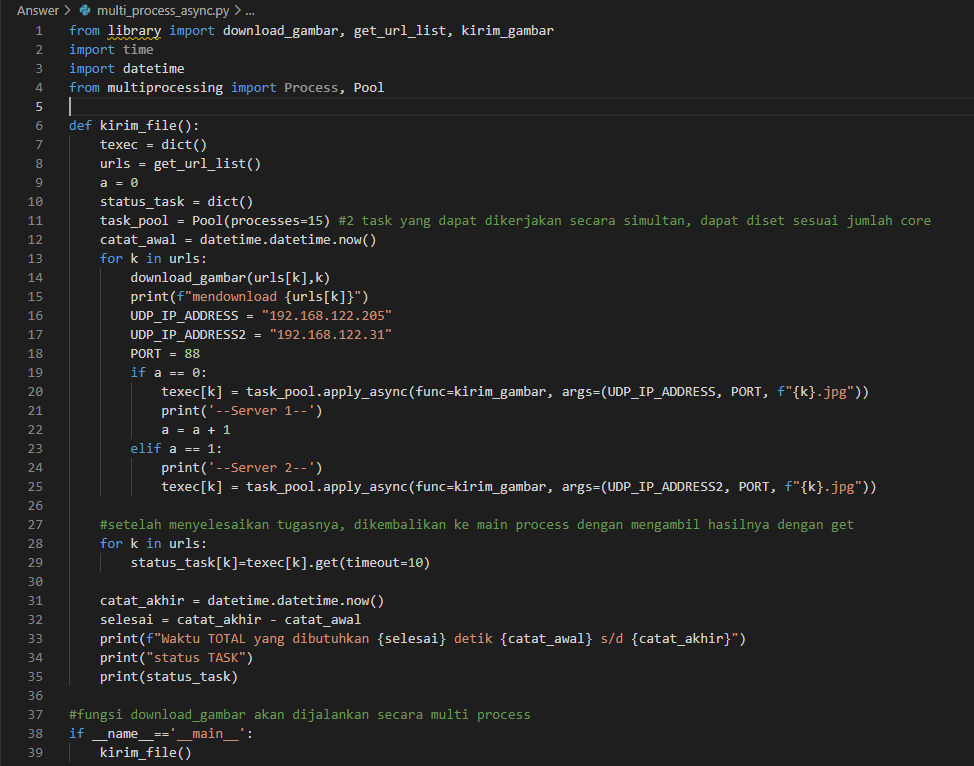 Answer > multi_process_async.py > ...
1 from library import download_gambar, get_url_list, kirim_gambar
2 import time
3 import datetime
4 from multiprocessing import Process, Pool
5
6 def kirim_file():
7     texec = dict()
8     urls = get_url_list()
9     a = 0
10     status_task = dict()
11     task_pool = Pool(processes=15) #2 task yang dapat dikerjakan secara simultan, dapat diset sesuai jumlah core
12     catat_awal = datetime.datetime.now()
13     for k in urls:
14         download_gambar(urls[k],k)
15         print(f"mendownload {urls[k]}")
16         UDP_IP_ADDRESS = "192.168.122.205"
17         UDP_IP_ADDRESS2 = "192.168.122.31"
18         PORT = 88
19         if a == 0:
20             texec[k] = task_pool.apply_async(func=kirim_gambar, args=(UDP_IP_ADDRESS, PORT, f"{k}.jpg"))
21             print('--Server 1--')
22             a = a + 1
23         elif a == 1:
24             print('--Server 2--')
25             texec[k] = task_pool.apply_async(func=kirim_gambar, args=(UDP_IP_ADDRESS2, PORT, f"{k}.jpg"))
26
27     #setelah menyelesaikan tugasnya, dikembalikan ke main process dengan mengambil hasilnya dengan get
28     for k in urls:
29         status_task[k]=texec[k].get(timeout=10)
30
31     catat_akhir = datetime.datetime.now()
32     selesai = catat_akhir - catat_awal
33     print(f"Waktu TOTAL yang dibutuhkan {selesai} detik {catat_awal} s/d {catat_akhir}")
34     print("status TASK")
35     print(status_task)
36
37 #fungsi download_gambar akan dijalankan secara multi process
38 if __name__=='__main__':
39     kirim_file()